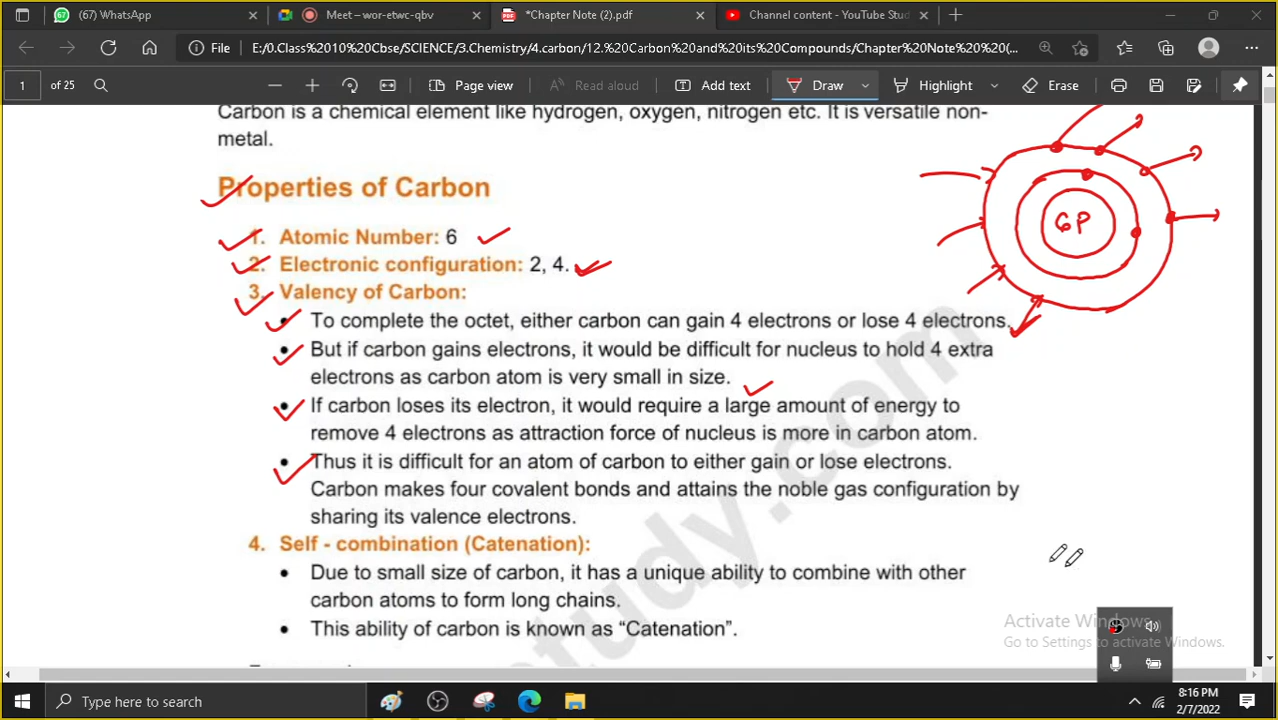 (67) WhatsApp
Meet – wor-etwc-qbv
*Chapter Note (2).pdf
Channel content - YouTube Stud
File
E:/0.Class%2010%20Cbse/SCIENCE/3.Chemistry/4.carbon/12.%20Carbon%20and%20its%20Compounds/Chapter%20Note%20%20(...
1
of 25
Page view
Read aloud
Add text
Draw
Highlight
Erase
Carbon is a chemical element like hydrogen, oxygen, nitrogen etc. It is versatile non-
metal.
Properties of Carbon
1. Atomic Number: 6
2. Electronic configuration: 2, 4.
3. Valency of Carbon:
• To complete the octet, either carbon can gain 4 electrons or lose 4 electrons.
• But if carbon gains electrons, it would be difficult for nucleus to hold 4 extra
electrons as carbon atom is very small in size.
• If carbon loses its electron, it would require a large amount of energy to
remove 4 electrons as attraction force of nucleus is more in carbon atom.
• Thus it is difficult for an atom of carbon to either gain or lose electrons.
Carbon makes four covalent bonds and attains the noble gas configuration by
sharing its valence electrons.
4. Self - combination (Catenation):
• Due to small size of carbon, it has a unique ability to combine with other
carbon atoms to form long chains.
• This ability of carbon is known as “Catenation”.
6P
study.com
Activate Windows
Go to Settings to activate Windows.
Type here to search
8:16 PM
2/7/2022